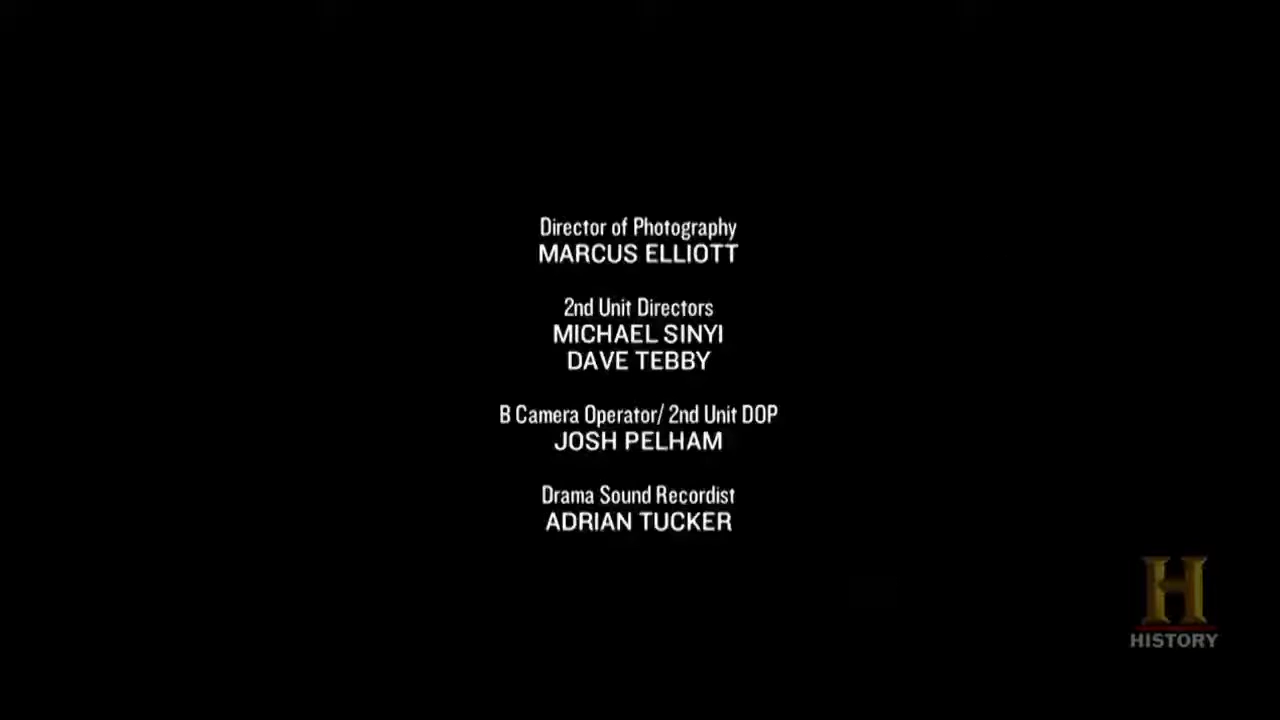 Director of Photography
MARCUS ELLIOTT
2nd Unit Directors
MICHAEL SINYI
DAVE TEBBY
B Camera Operator/ 2nd Unit DOP
JOSH PELHAM
Drama Sound Recordist
ADRIAN TUCKER
H
HISTORY